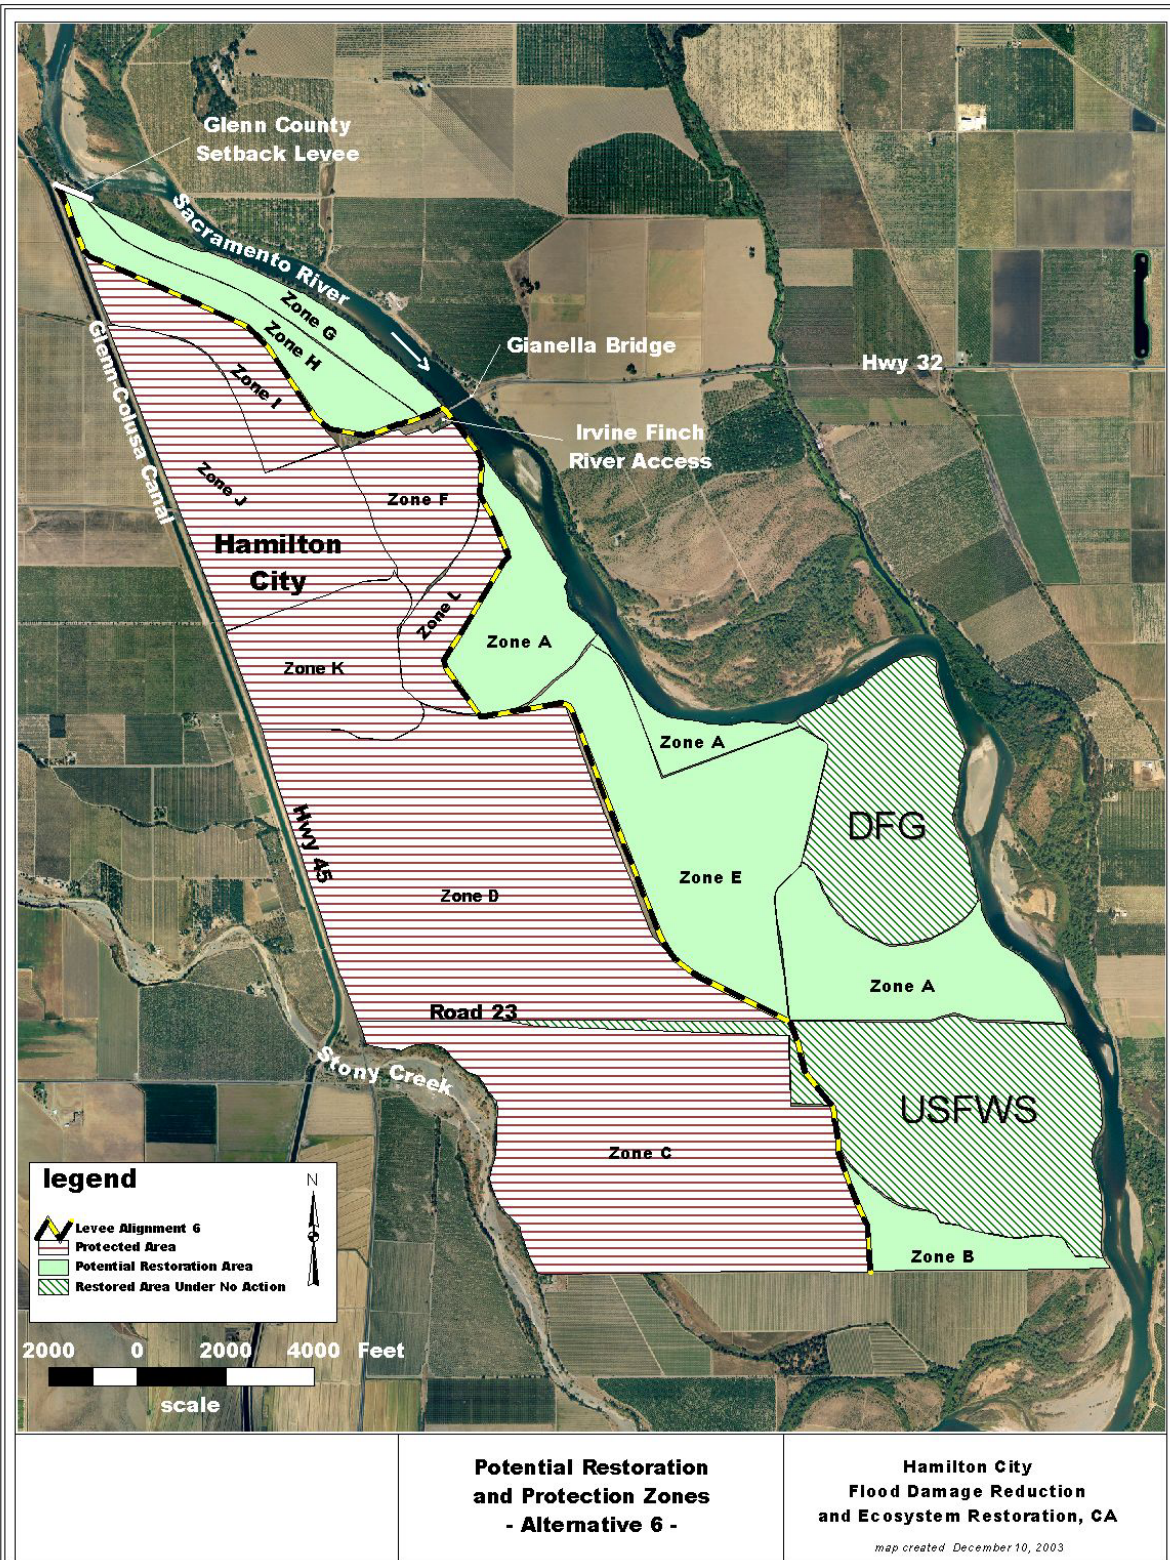 Glenn County
Setback Levee
Sacramento River
Zone G
Zone H
Gianella Bridge
Hwy 32
Glenn-Colusa Canal
Zone I
Irvine Finch
River Access
Zone J
Zone F
Hamilton
City
Zone L
Zone A
Zone K
Zone A
Hwy 45
DFG
Zone E
Zone D
Zone A
Road 23
Stony Creek
USFWS
Zone C
Zone B
legend
N
Levee Alignment 6
Protected Area
Potential Restoration Area
Restored Area Under No Action
2000 0 2000 4000 Feet
scale
Potential Restoration
and Protection Zones
- Alternative 6 -
Hamilton City
Flood Damage Reduction
and Ecosystem Restoration, CA
map created December 10, 2003